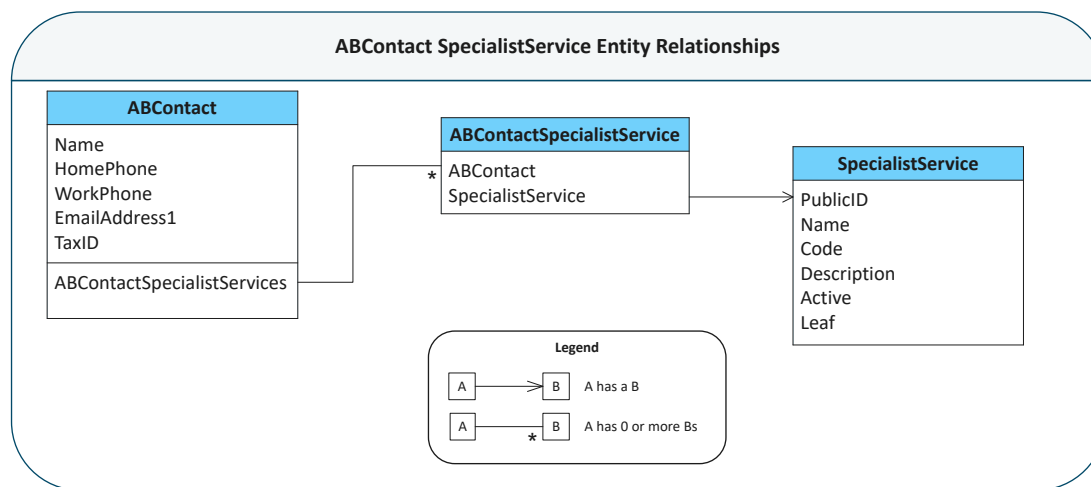 ABContact SpecialistService Entity Relationships
ABContact
Name
HomePhone
WorkPhone
EmailAddress1
TaxID
ABContactSpecialistServices
ABContactSpecialistService
ABContact
SpecialistService
*
SpecialistService
PublicID
Name
Code
Description
Active
Leaf
Legend
A B A has a B
A * B A has 0 or more Bs